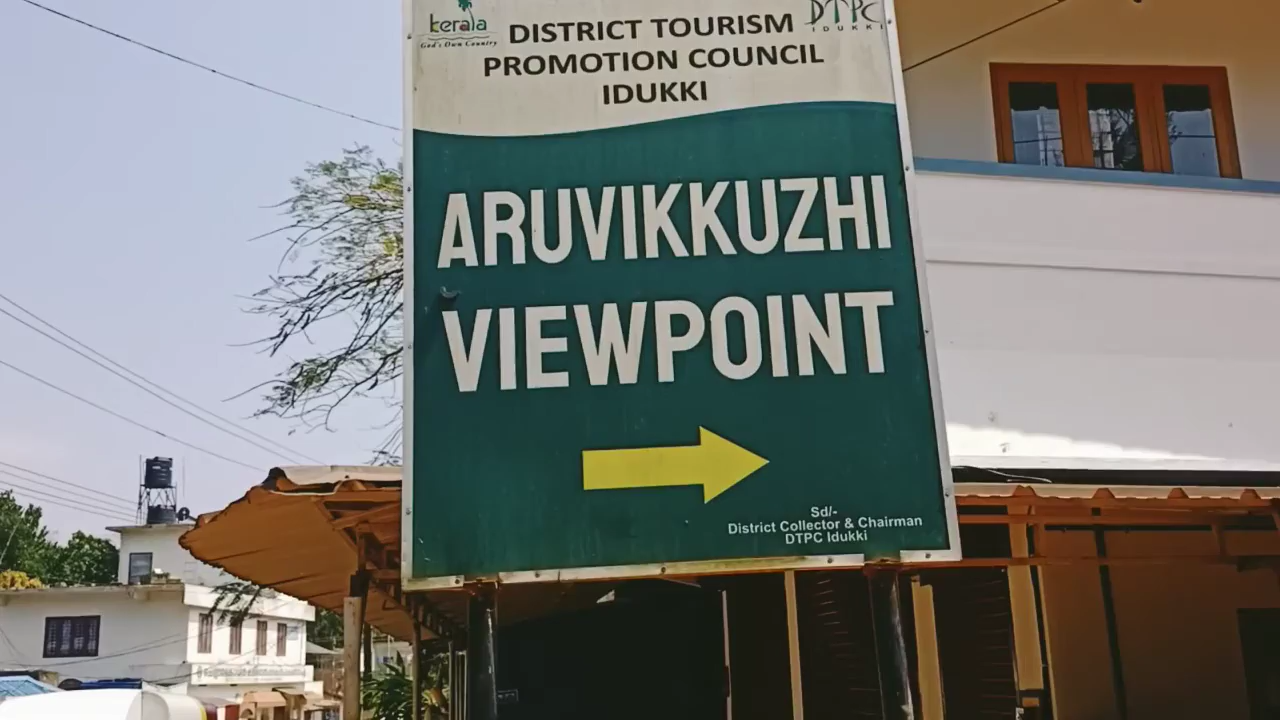 kerala
God's Own Country
DTPC
IDUKKI
DISTRICT TOURISM
PROMOTION COUNCIL
IDUKKI
ARUVIKKUZHI
VIEWPOINT
Sd/-
District Collector & Chairman
DTPC Idukki